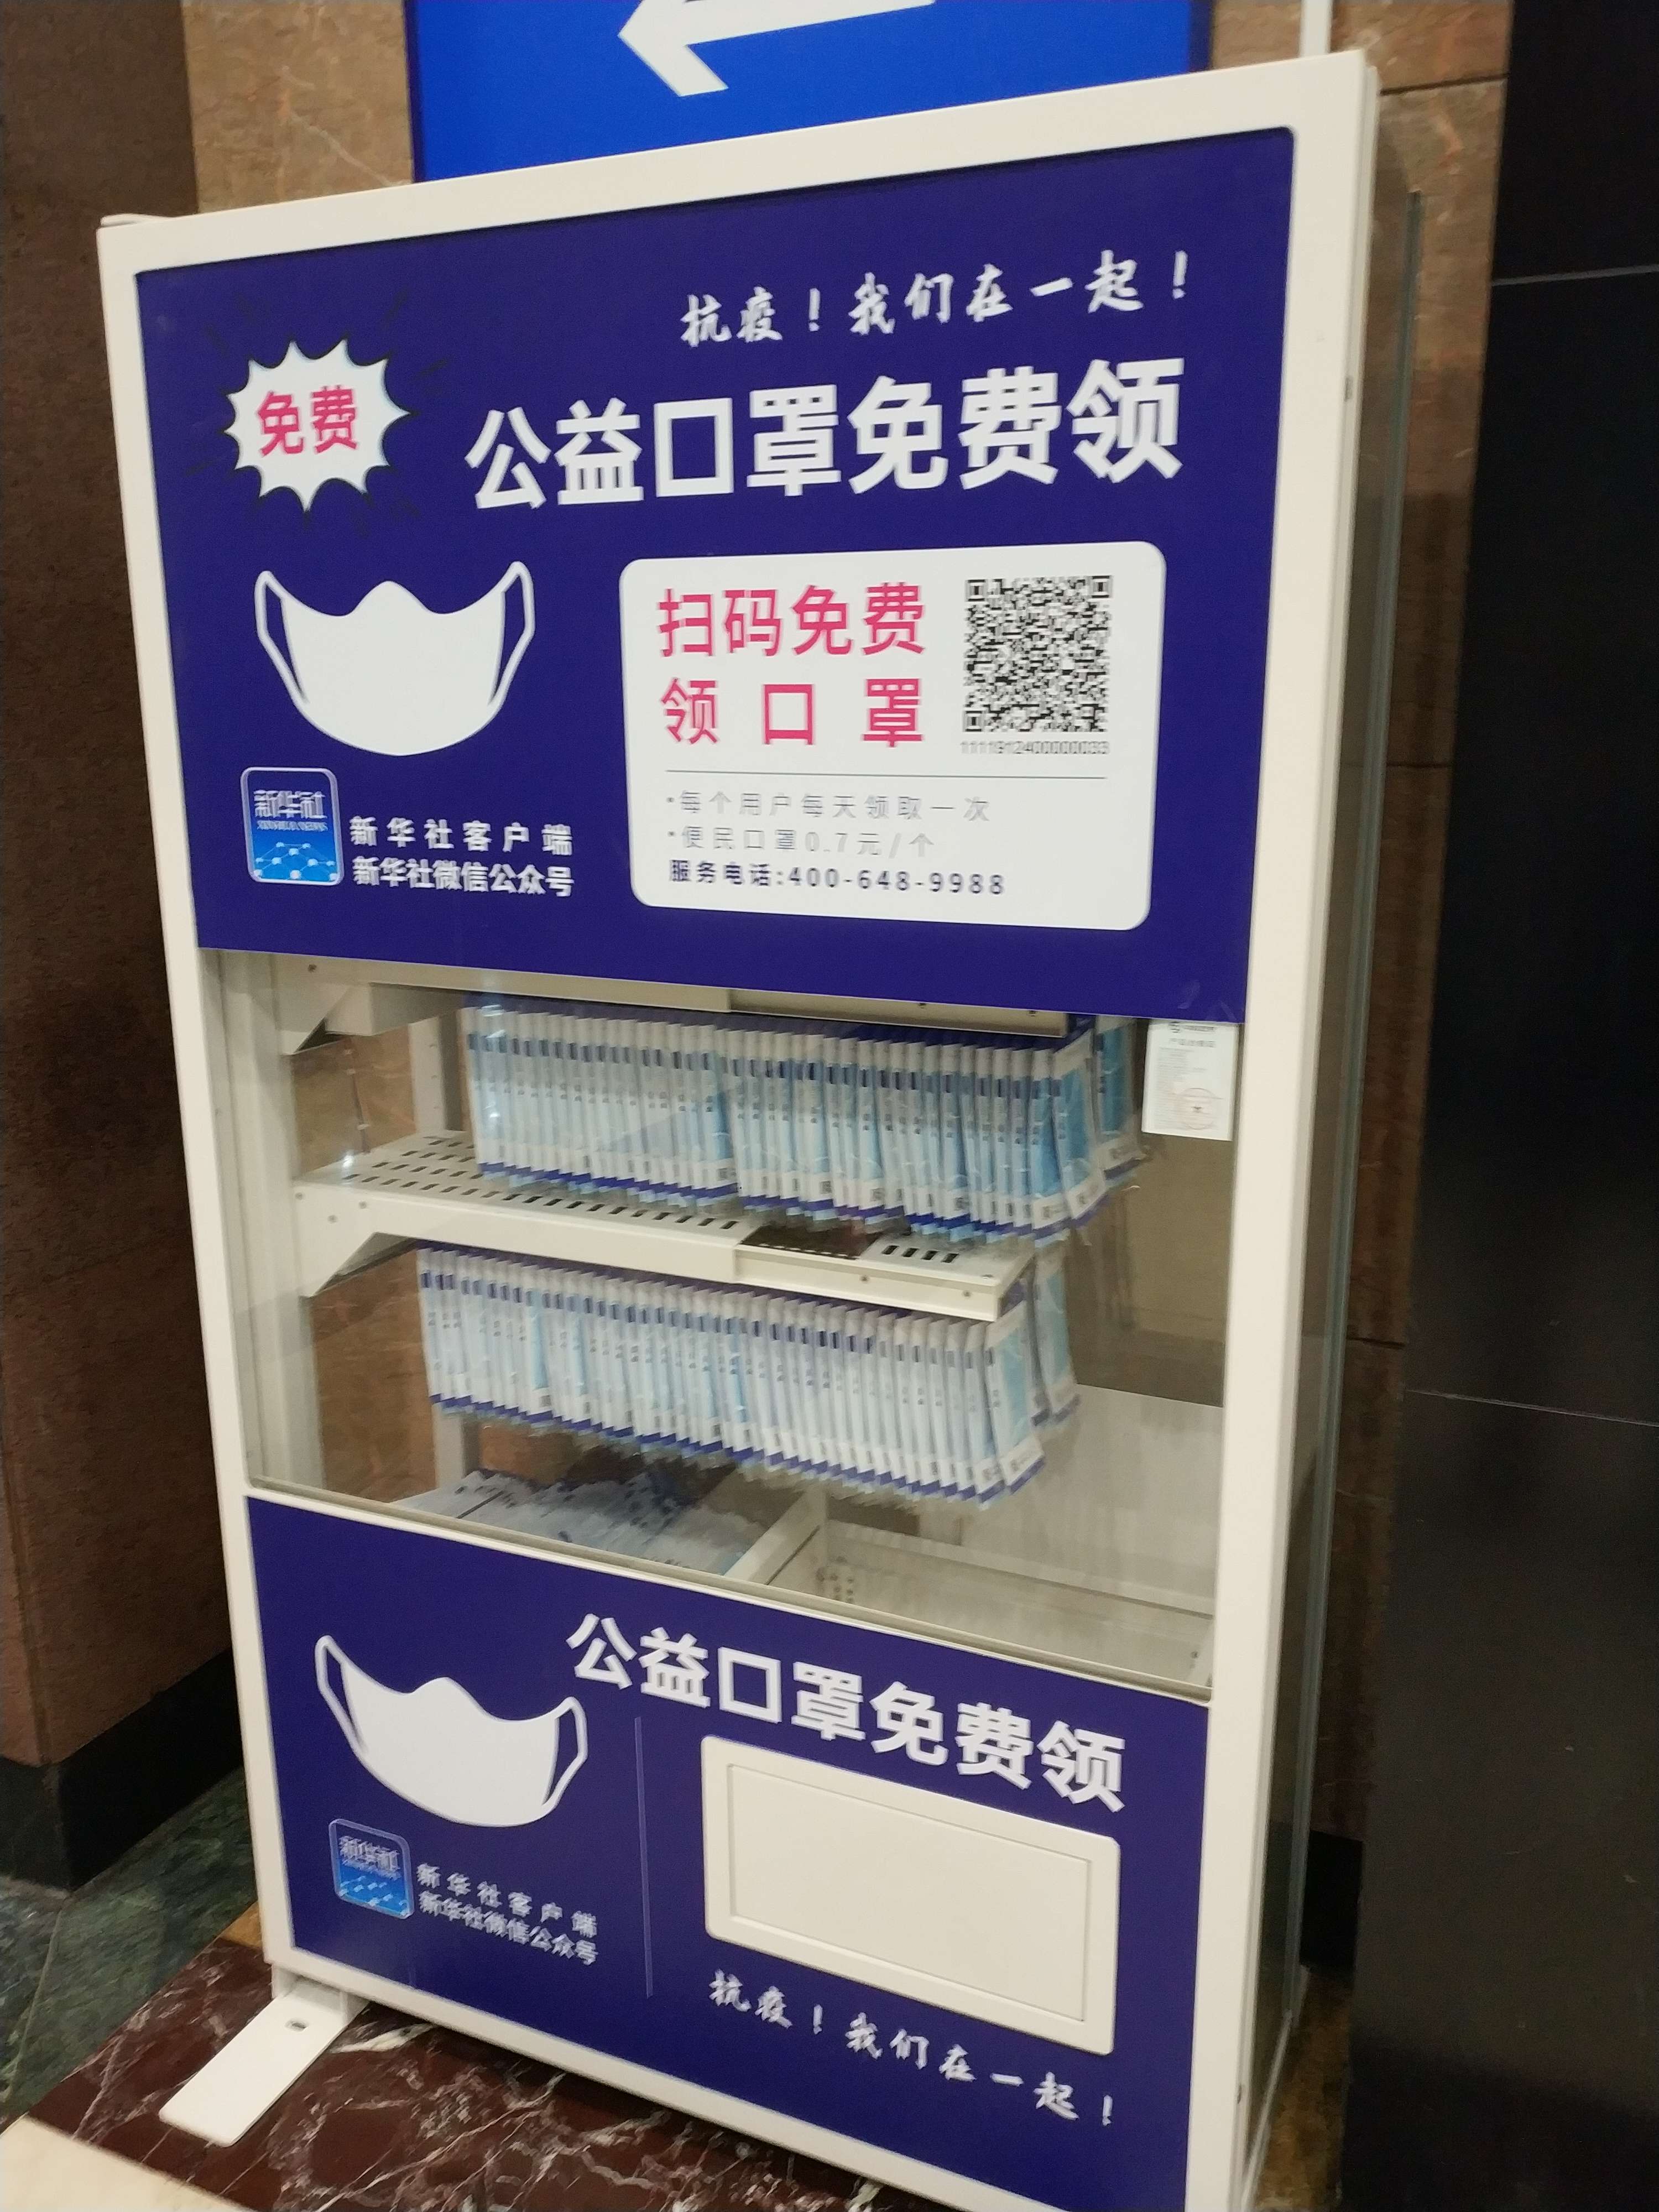 抗疫！我们在一起！
免费
公益口罩免费领
扫码免费
领口罩
1111912400000033
·每个用户每天领取一次
·便民口罩0.7元/个
服务电话:400-648-9988
新华社
XINHUA NEWS
新华社客户端
新华社微信公众号
公益口罩免费领
新华社
新华社客户端
新华社微信公众号
抗疫！我们在一起！